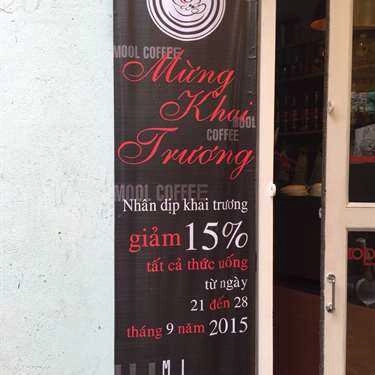 MOOL COFFEE
Mừng
Khai
MOOL
COFFEE
Trương
MOOL COFFEE
Nhân dịp khai trương
giảm 15%
tất cả thức uống
từ ngày
21 đến 28
tháng 9 năm 2015